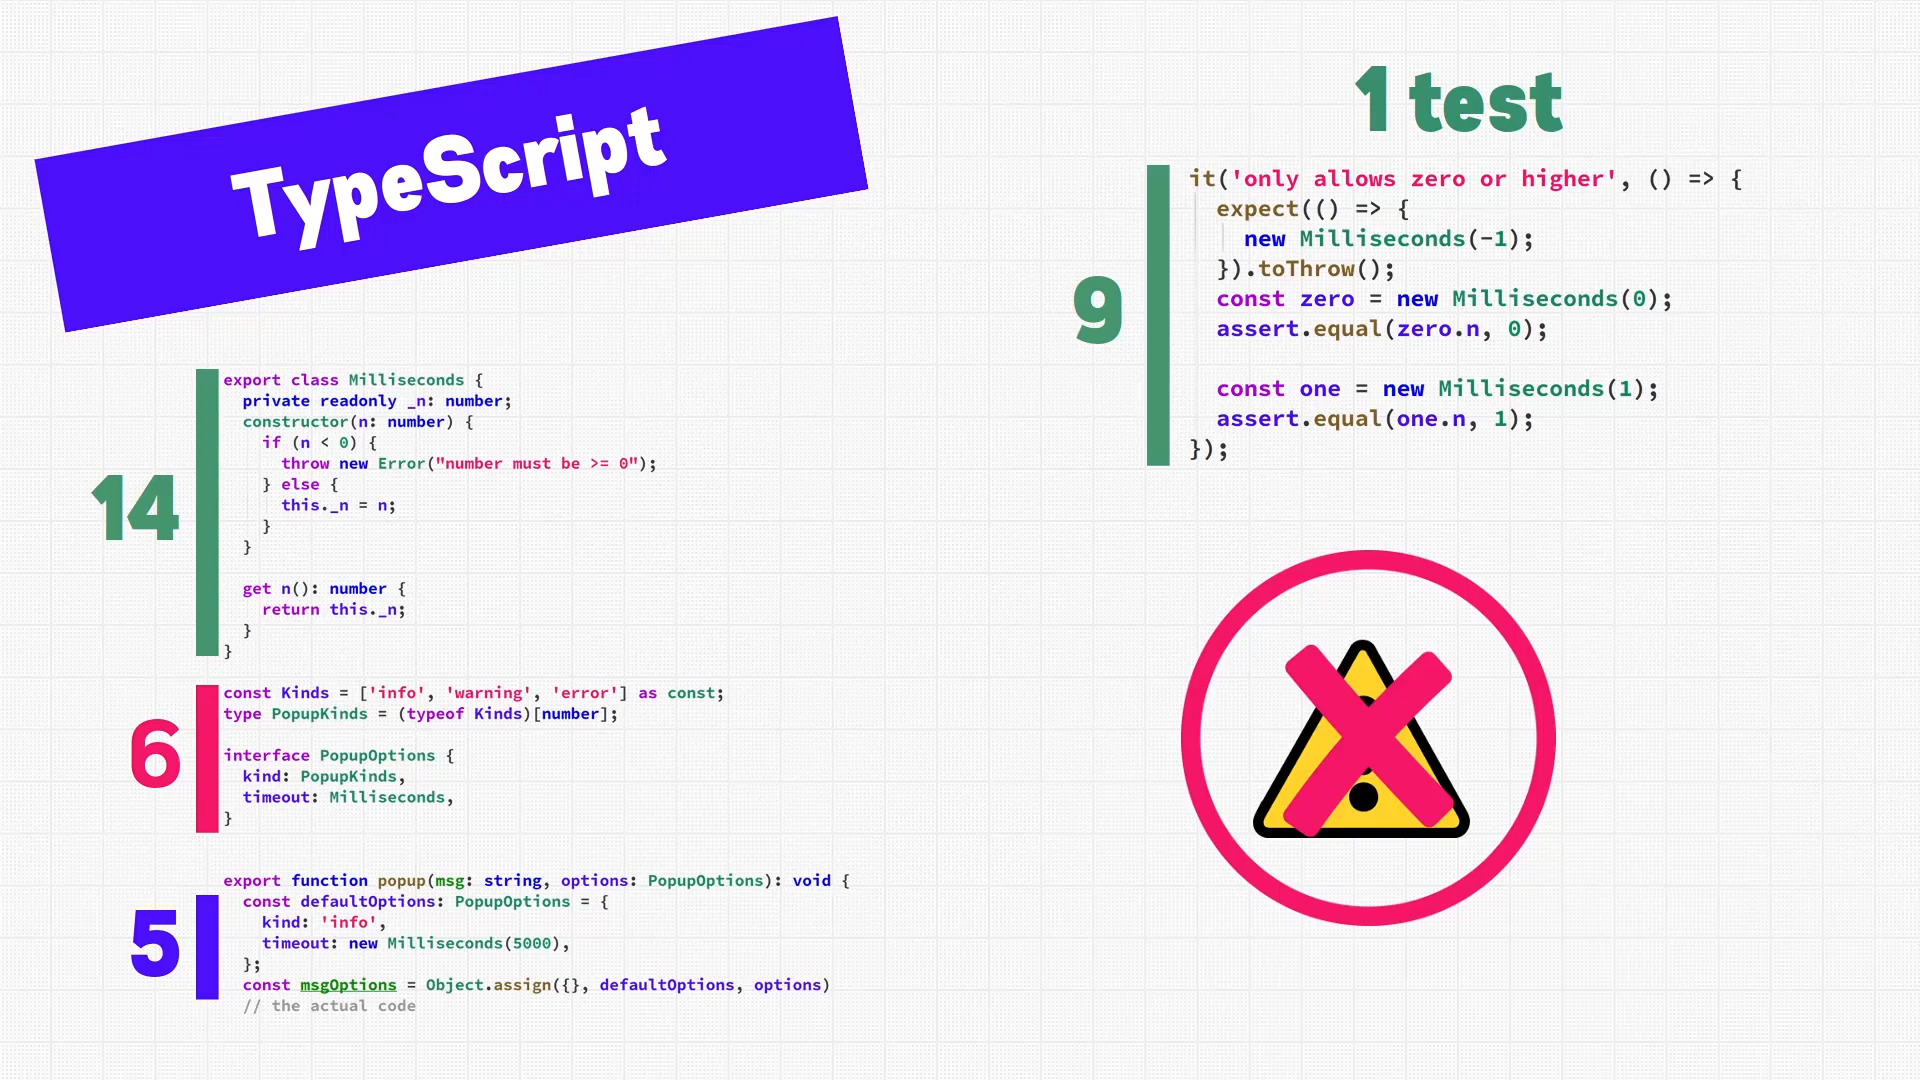 TypeScript
14
export class Milliseconds {
  private readonly _n: number;
  constructor(n: number) {
    if (n < 0) {
      throw new Error("number must be >= 0");
    } else {
      this._n = n;
    }
  }
  get n(): number {
    return this._n;
  }
}
6
const Kinds = ['info', 'warning', 'error'] as const;
type PopupKinds = (typeof Kinds)[number];
interface PopupOptions {
  kind: PopupKinds,
  timeout: Milliseconds,
}
5
export function popup(msg: string, options: PopupOptions): void {
  const defaultOptions: PopupOptions = {
    kind: 'info',
    timeout: new Milliseconds(5000),
  };
  const msgOptions = Object.assign({}, defaultOptions, options)
  // the actual code
1 test
9
it('only allows zero or higher', () => {
  expect(() => {
    new Milliseconds(-1);
  }).toThrow();
  const zero = new Milliseconds(0);
  assert.equal(zero.n, 0);
  const one = new Milliseconds(1);
  assert.equal(one.n, 1);
});